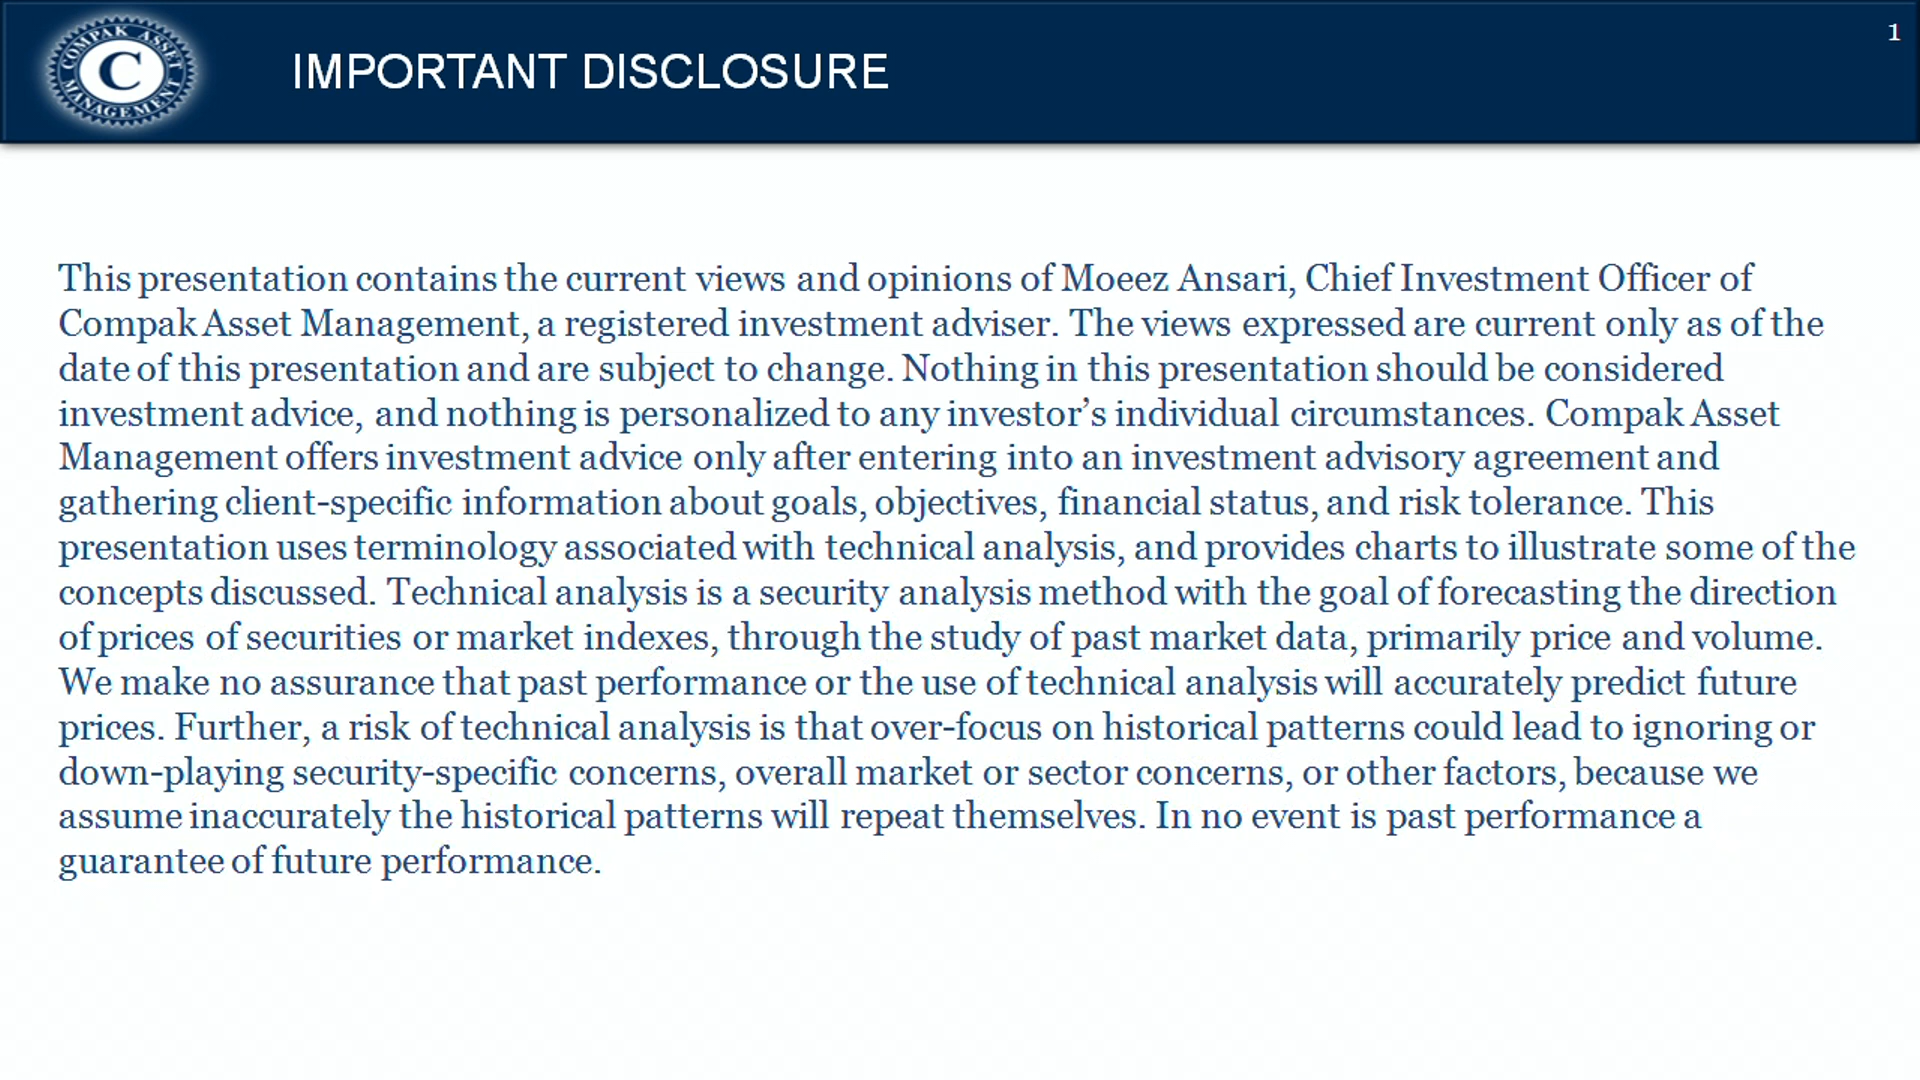 COMPAK ASSET
C
MANAGEMENT
IMPORTANT DISCLOSURE
1
This presentation contains the current views and opinions of Moeez Ansari, Chief Investment Officer of
Compak Asset Management, a registered investment adviser. The views expressed are current only as of the
date of this presentation and are subject to change. Nothing in this presentation should be considered
investment advice, and nothing is personalized to any investor’s individual circumstances. Compak Asset
Management offers investment advice only after entering into an investment advisory agreement and
gathering client-specific information about goals, objectives, financial status, and risk tolerance. This
presentation uses terminology associated with technical analysis, and provides charts to illustrate some of the
concepts discussed. Technical analysis is a security analysis method with the goal of forecasting the direction
of prices of securities or market indexes, through the study of past market data, primarily price and volume.
We make no assurance that past performance or the use of technical analysis will accurately predict future
prices. Further, a risk of technical analysis is that over-focus on historical patterns could lead to ignoring or
down-playing security-specific concerns, overall market or sector concerns, or other factors, because we
assume inaccurately the historical patterns will repeat themselves. In no event is past performance a
guarantee of future performance.